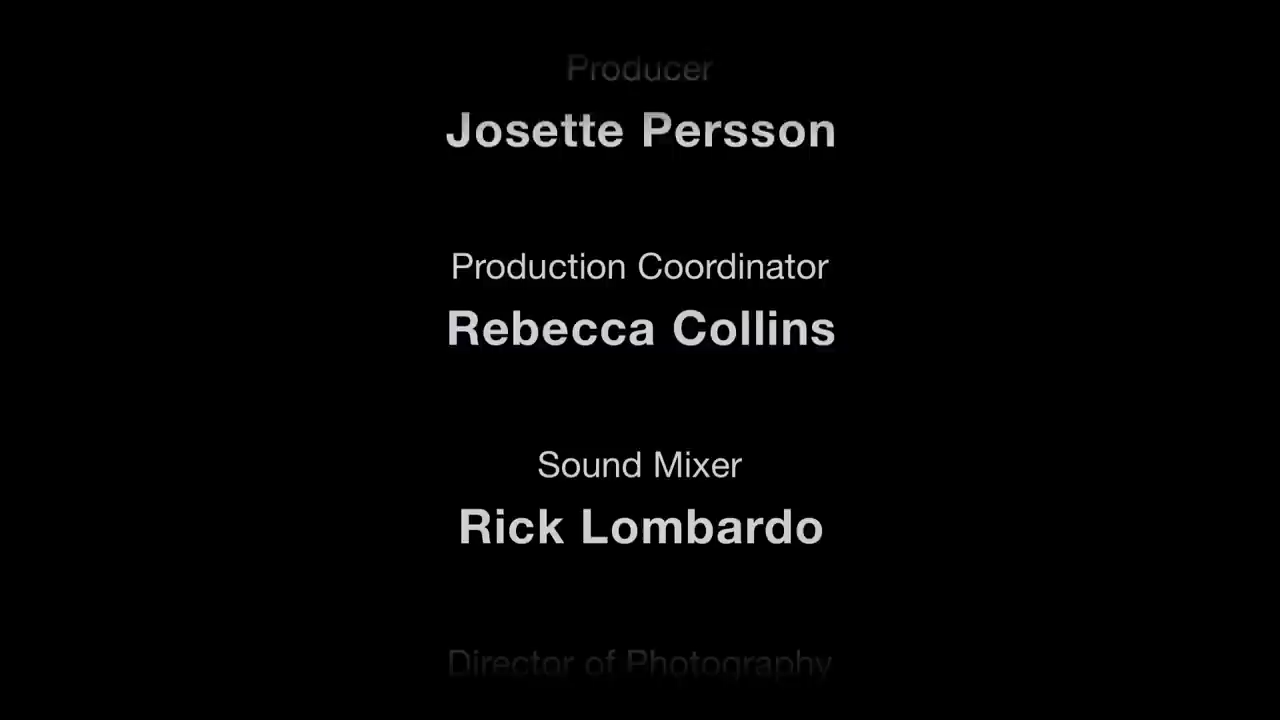 Producer
Josette Persson
Production Coordinator
Rebecca Collins
Sound Mixer
Rick Lombardo
Director of Photography